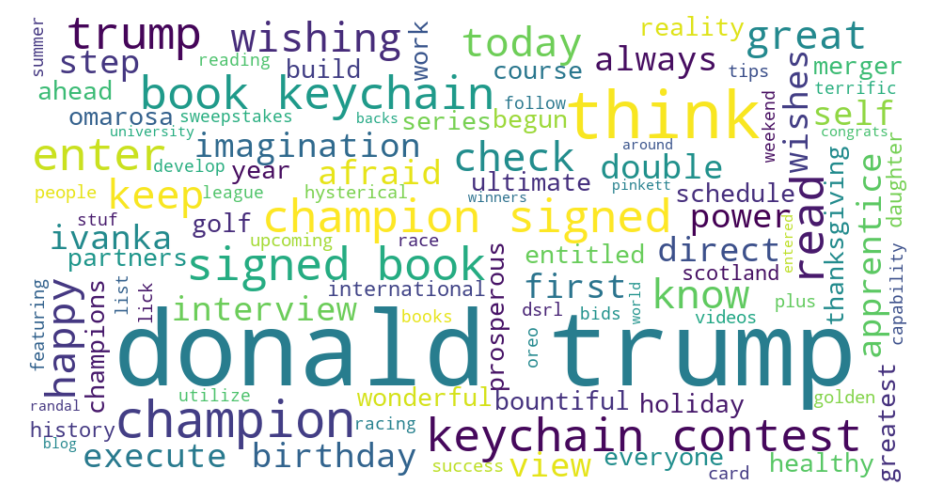 summer
trump
wishing
work
today
reality
great
step
reading
build
course
always
tips
merger
ahead
book keychain
follow
think
weekend
wishes
terrific
omarosa
sweepstakes
backs
series
begun
self
university
imagination
around
congrats
enter
develop
year
afraid
check
double
people
keep
league
hysterical
ultimate
winners
pinkett
schedule
read
thanksgiving
apprentice
daughter
stuf
golf
champion signed
power
ivanka
upcoming
race
partners
signed book
prosperous
entitled
direct
entered
scotland
featuring
happy
champions
list
lick
interview
international
books
first
dsrl
oreo
bids
world
know
videos
plus
capability
donald trump
randal
utilize
wonderful
bountiful
holiday
golden
greatest
history
blog
champion
racing
keychain contest
execute
birthday
success
view
everyone
card
healthy